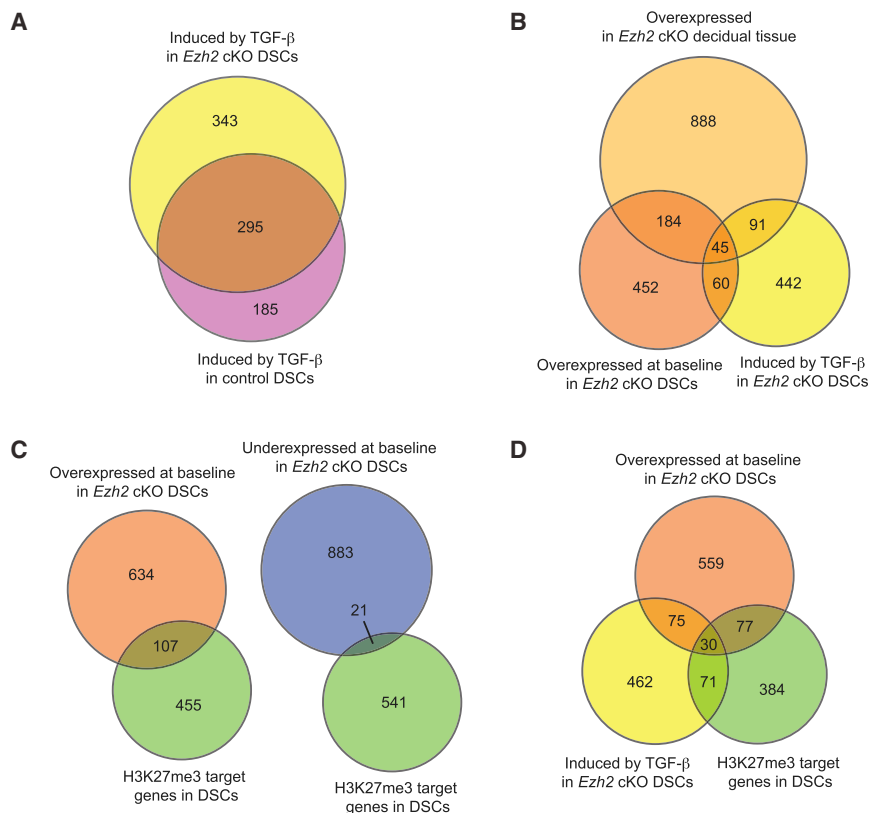 A
Induced by TGF-β
in Ezh2 cKO DSCs
343
295
185
Induced by TGF-β
in control DSCs
B
Overexpressed
in Ezh2 cKO decidual tissue
888
184
91
45
452
60
442
Overexpressed at baseline
in Ezh2 cKO DSCs
Induced by TGF-β
in Ezh2 cKO DSCs
C
Overexpressed at baseline
in Ezh2 cKO DSCs
634
107
455
H3K27me3 target
genes in DSCs
Underexpressed at baseline
in Ezh2 cKO DSCs
883
21
541
H3K27me3 target
genes in DSCs
D
Overexpressed at baseline
in Ezh2 cKO DSCs
559
75
77
30
462
71
384
Induced by TGF-β
in Ezh2 cKO DSCs
H3K27me3 target
genes in DSCs